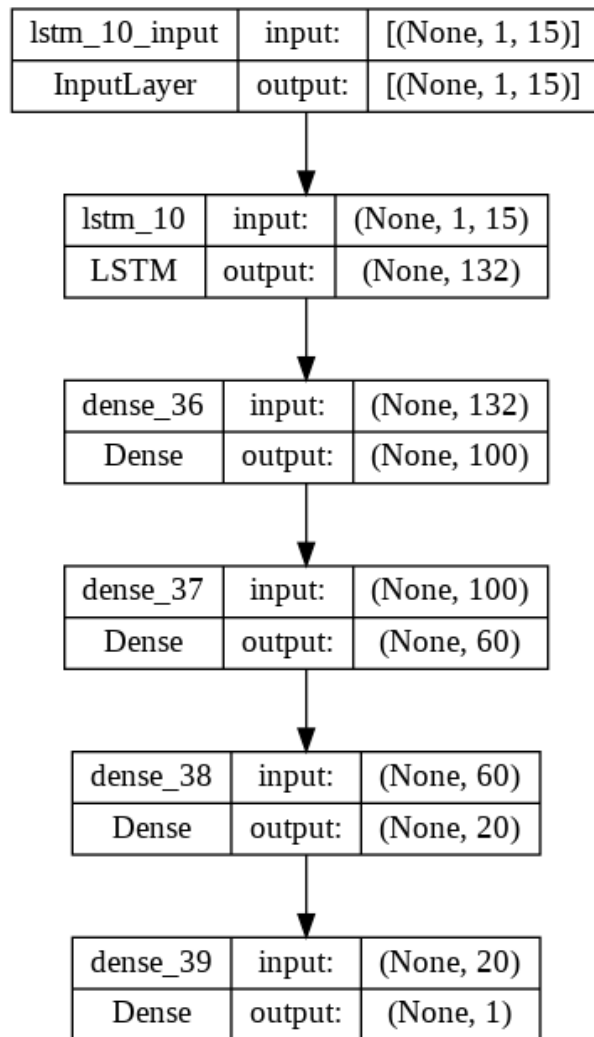 lstm_10_input input: [(None, 1, 15)]
InputLayer output: [(None, 1, 15)]
lstm_10 input: (None, 1, 15)
LSTM output: (None, 132)
dense_36 input: (None, 132)
Dense output: (None, 100)
dense_37 input: (None, 100)
Dense output: (None, 60)
dense_38 input: (None, 60)
Dense output: (None, 20)
dense_39 input: (None, 20)
Dense output: (None, 1)